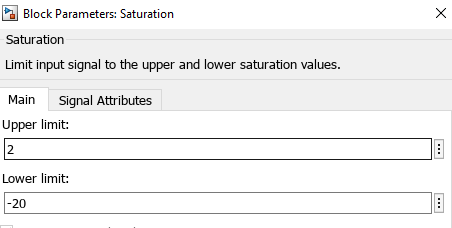 Block Parameters: Saturation
Saturation
Limit input signal to the upper and lower saturation values.
Main Signal Attributes
Upper limit:
2
Lower limit:
-20